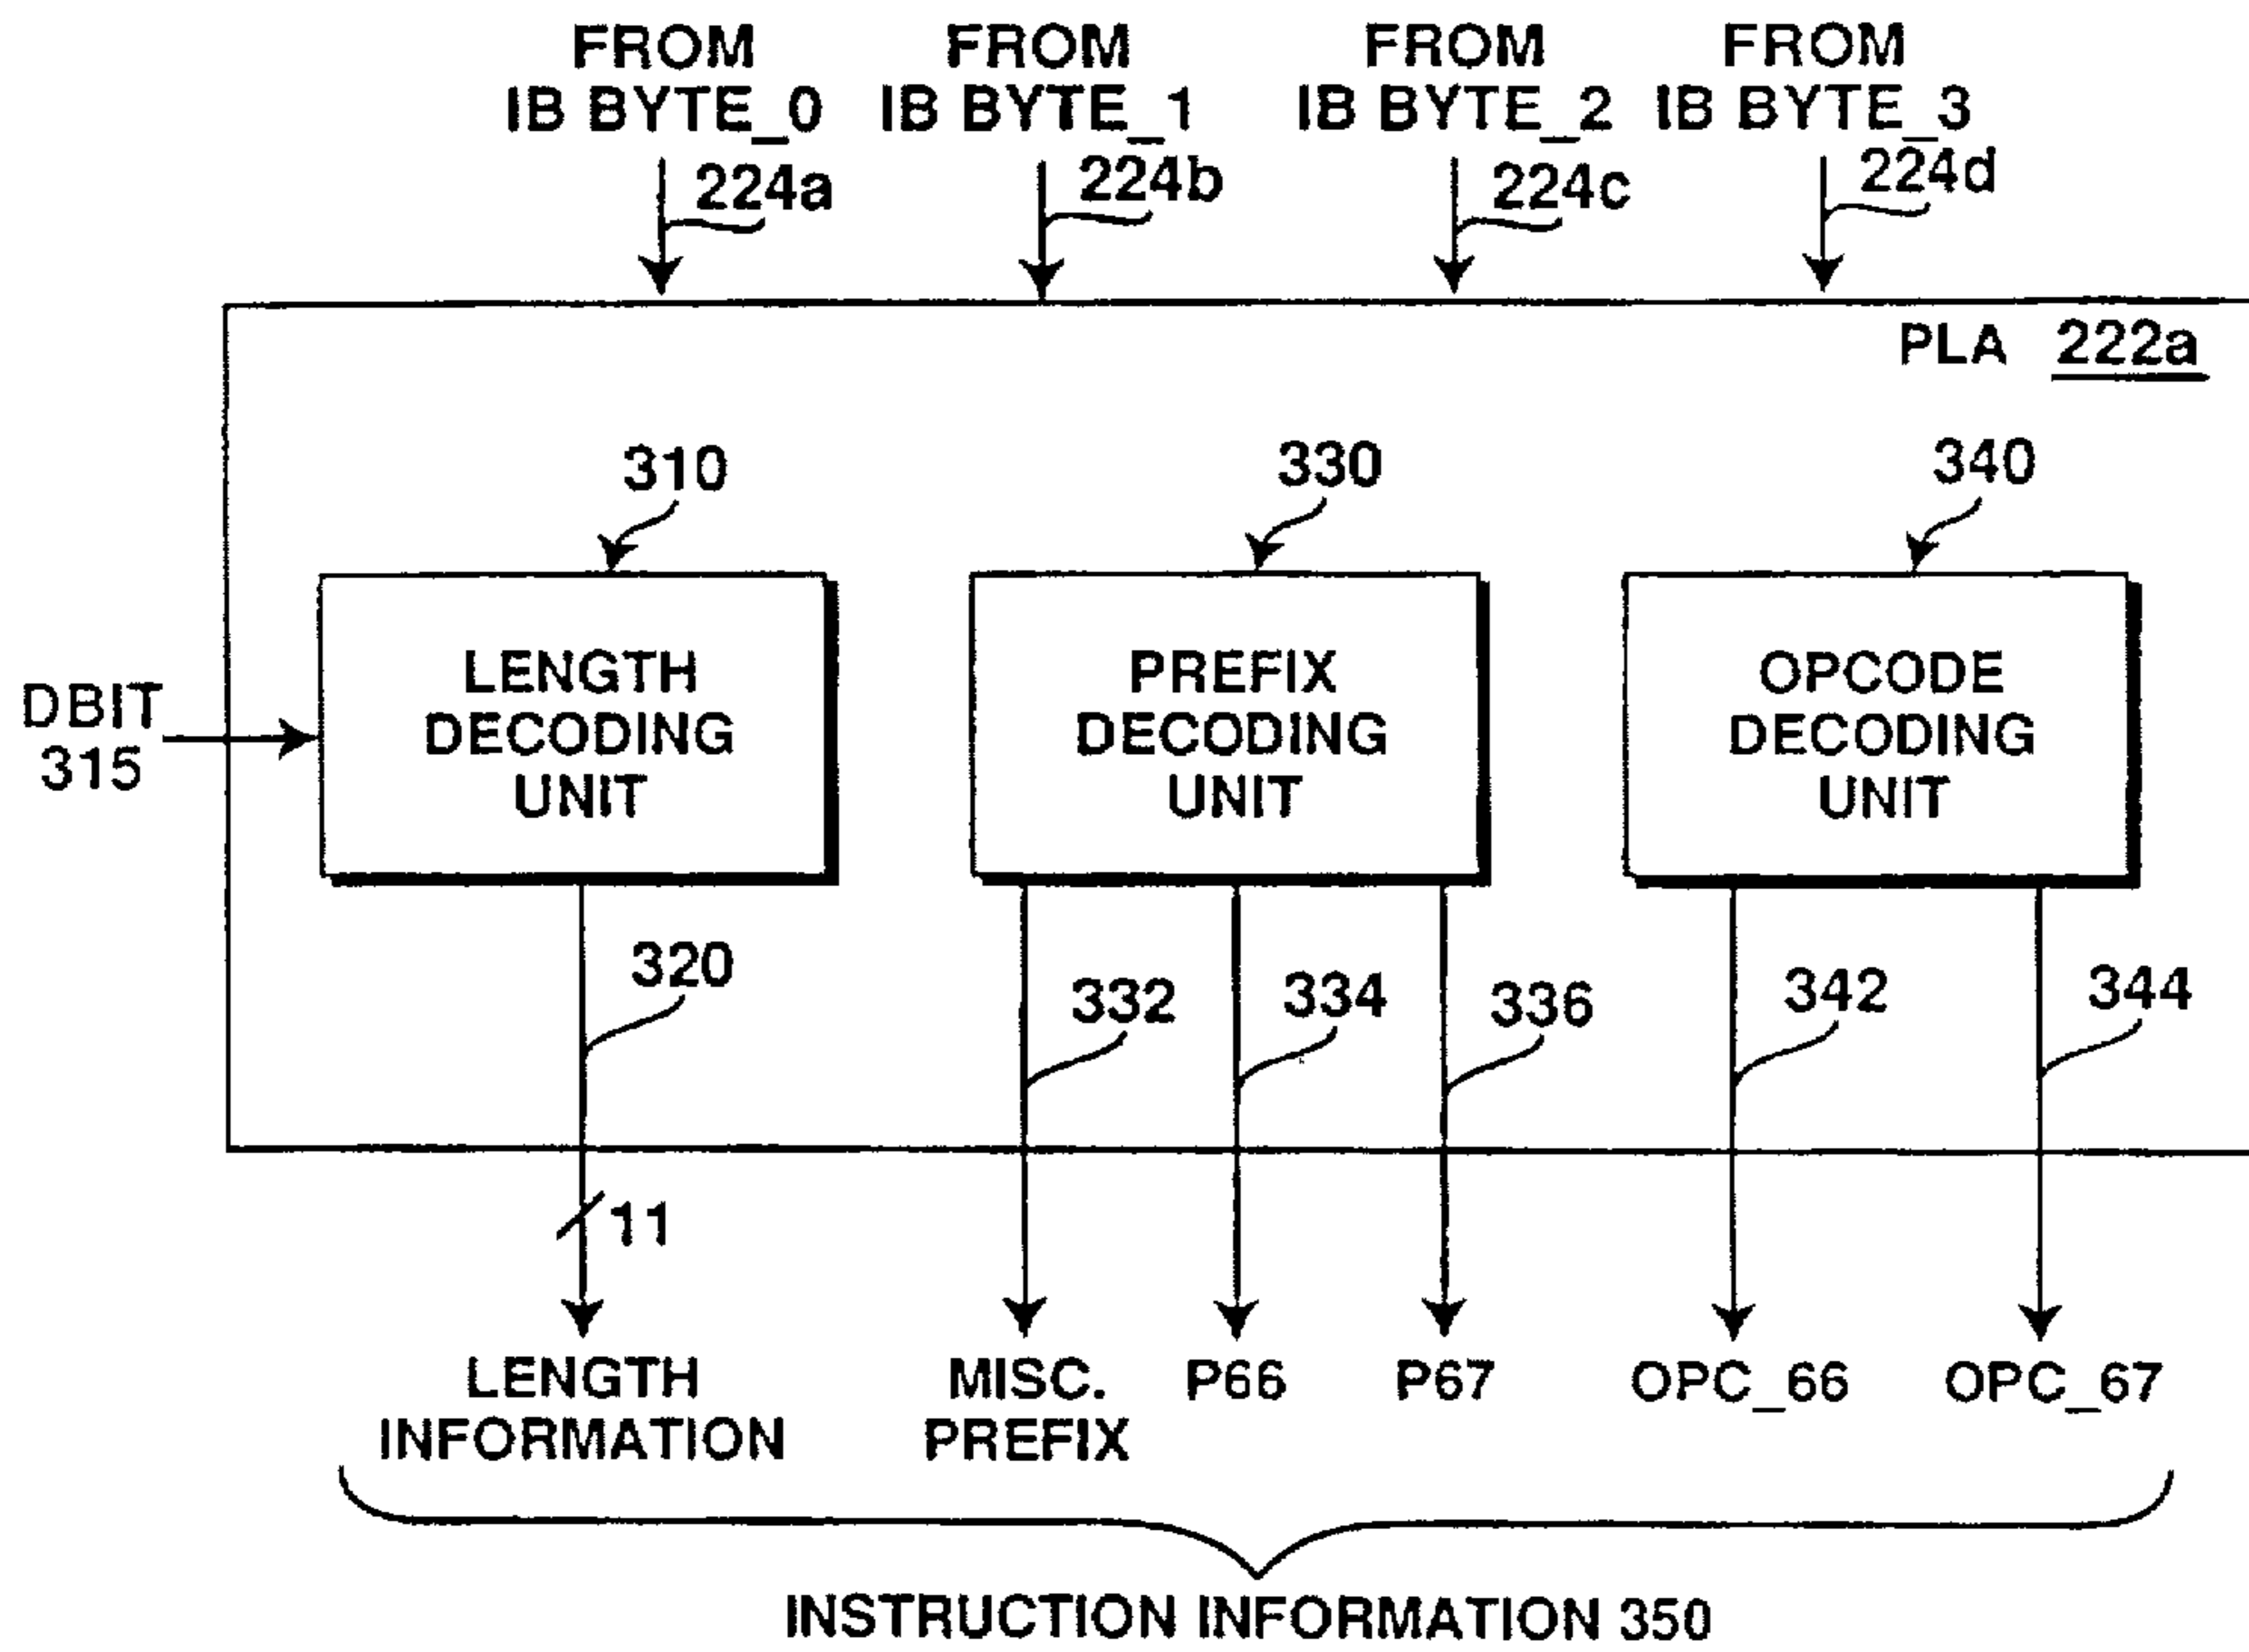 FROM
IB BYTE_0
FROM
IB BYTE_1
FROM
IB BYTE_2
FROM
IB BYTE_3
224a
224b
224c
224d
PLA 222a
310
330
340
DBIT
315
LENGTH
DECODING
UNIT
PREFIX
DECODING
UNIT
OPCODE
DECODING
UNIT
320
332
334
336
342
344
11
LENGTH
INFORMATION
MISC.
PREFIX
P66
P67
OPC_66
OPC_67
INSTRUCTION INFORMATION 350